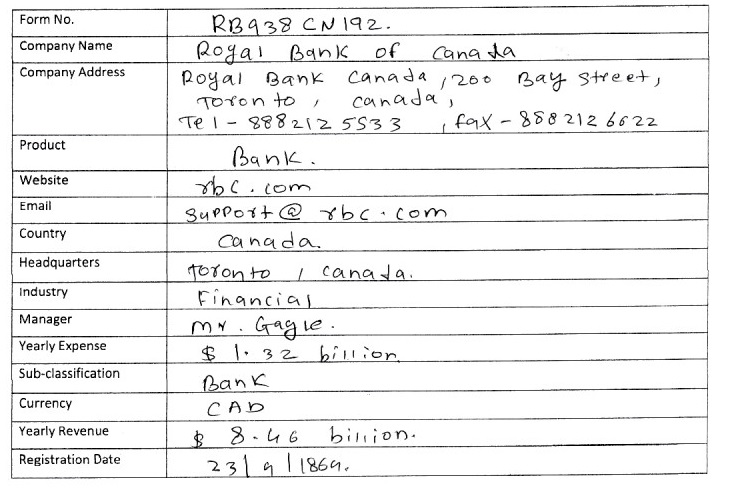 Form No. RB938CN192.
Company Name Royal Bank of Canada
Company Address Royal Bank Canada, 200 Bay Street,
Toronto, Canada,
Tel - 8882125533, fax - 8882126622
Product Bank.
Website rbc.com
Email support@rbc.com
Country Canada.
Headquarters Toronto, Canada.
Industry Financial
Manager Mr. Gagle.
Yearly Expense $ 1.32 billion
Sub-classification Bank
Currency CAD
Yearly Revenue $ 8.46 billion.
Registration Date 23/9/1869.